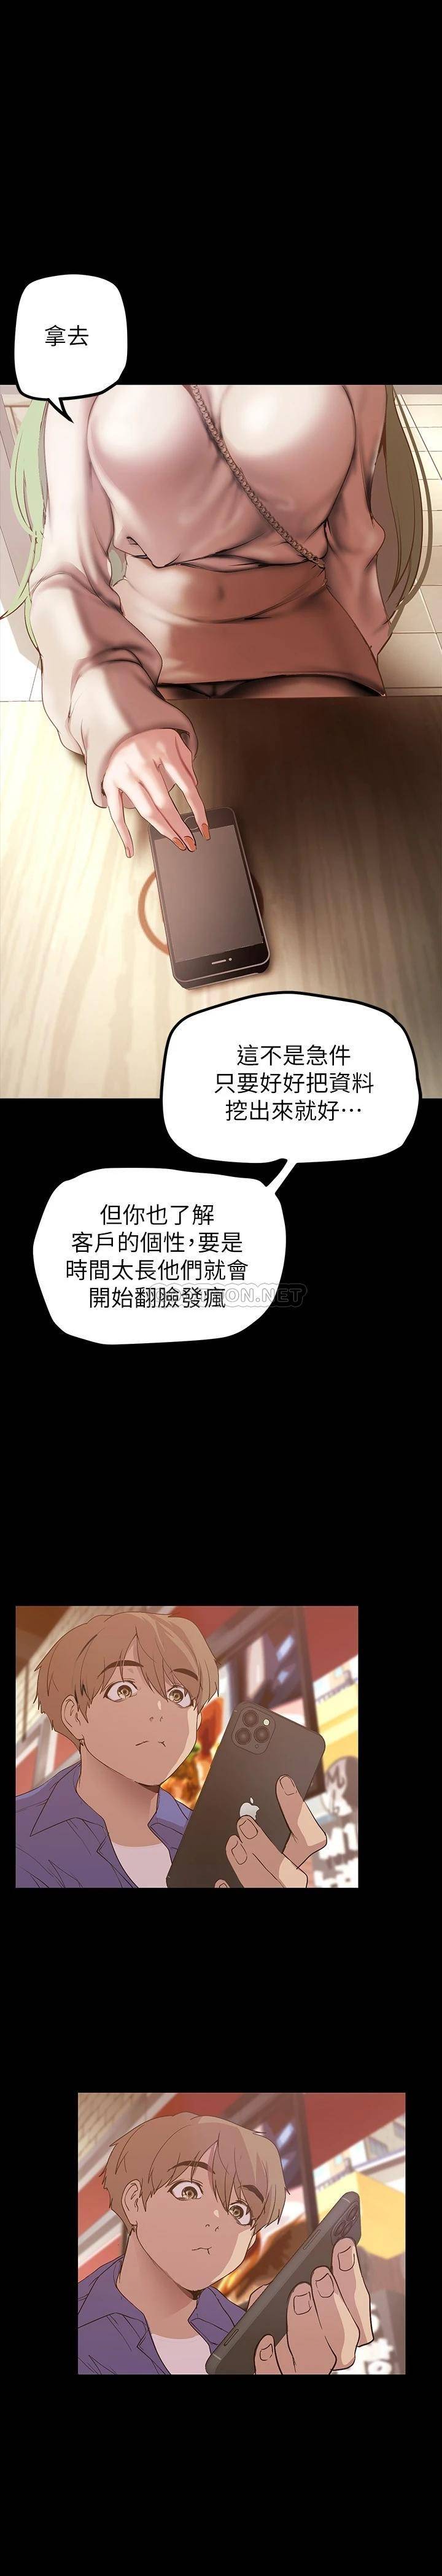 拿去
這不是急件
只要好好把資料
挖出來就好⋯
但你也了解
客戶的個性，要是
時間太長他們就會
開始翻臉發瘋